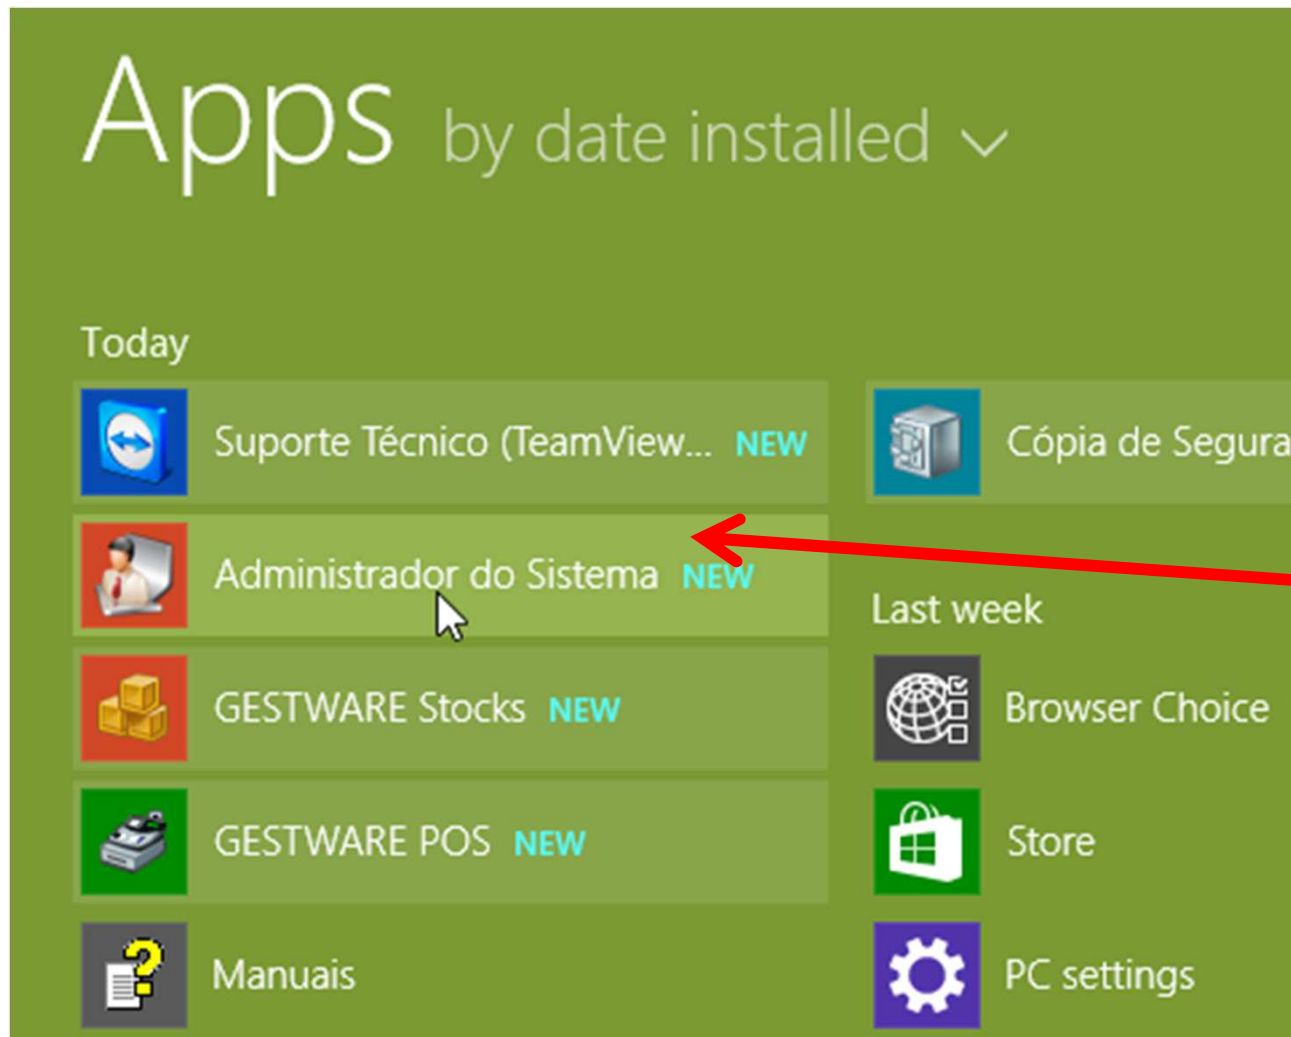 Apps by date installed
Today
Suporte Técnico (TeamView... NEW
Administrador do Sistema NEW
GESTWARE Stocks NEW
GESTWARE POS NEW
Manuais
Cópia de Segura
Last week
Browser Choice
Store
PC settings